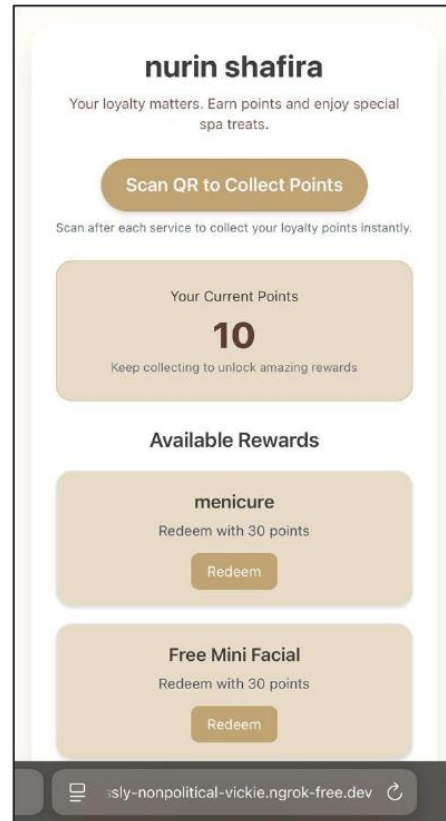 nurin shafira
Your loyalty matters. Earn points and enjoy special
spa treats.
Scan QR to Collect Points
Scan after each service to collect your loyalty points instantly.
Your Current Points
10
Keep collecting to unlock amazing rewards
Available Rewards
menicure
Redeem with 30 points
Redeem
Free Mini Facial
Redeem with 30 points
Redeem
sly-nonpolitical-vickie.ngrok-free.dev